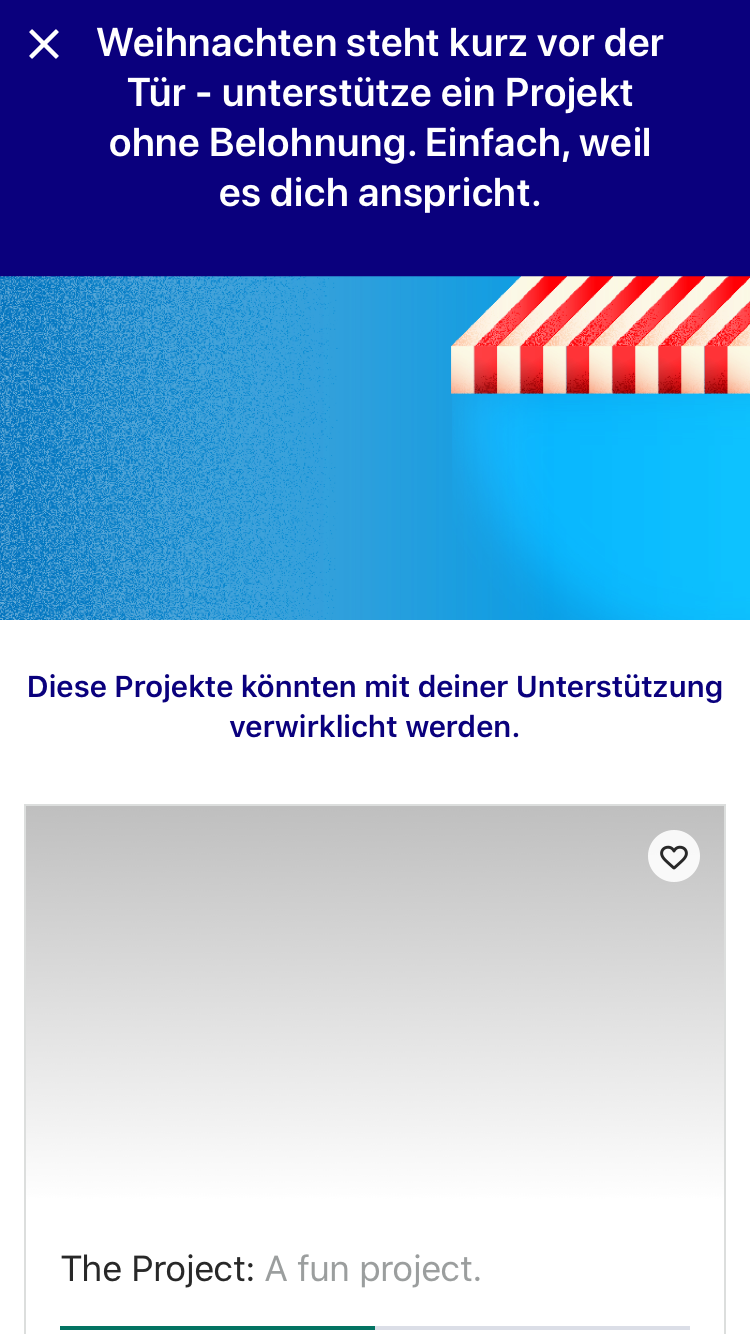 Weihnachten steht kurz vor der
Tür - unterstütze ein Projekt
ohne Belohnung. Einfach, weil
es dich anspricht.
Diese Projekte könnten mit deiner Unterstützung
verwirklicht werden.
The Project: A fun project.